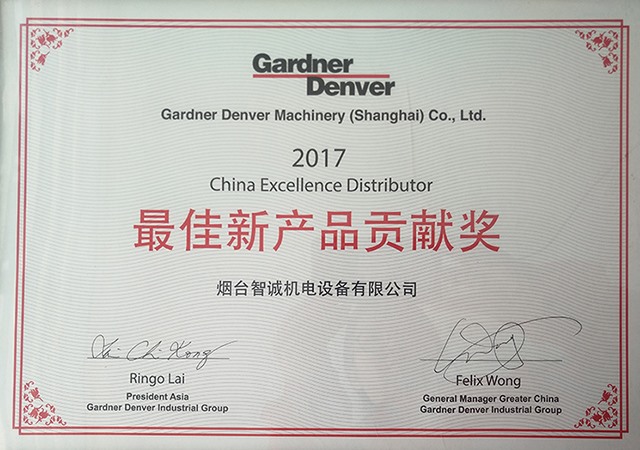 Gardner
Denver
Gardner Denver Machinery (Shanghai) Co., Ltd.
2017
China Excellence Distributor
最佳新产品贡献奖
烟台智诚机电设备有限公司
Ringo Lai
President Asia
Gardner Denver Industrial Group
Felix Wong
General Manager Greater China
Gardner Denver Industrial Group